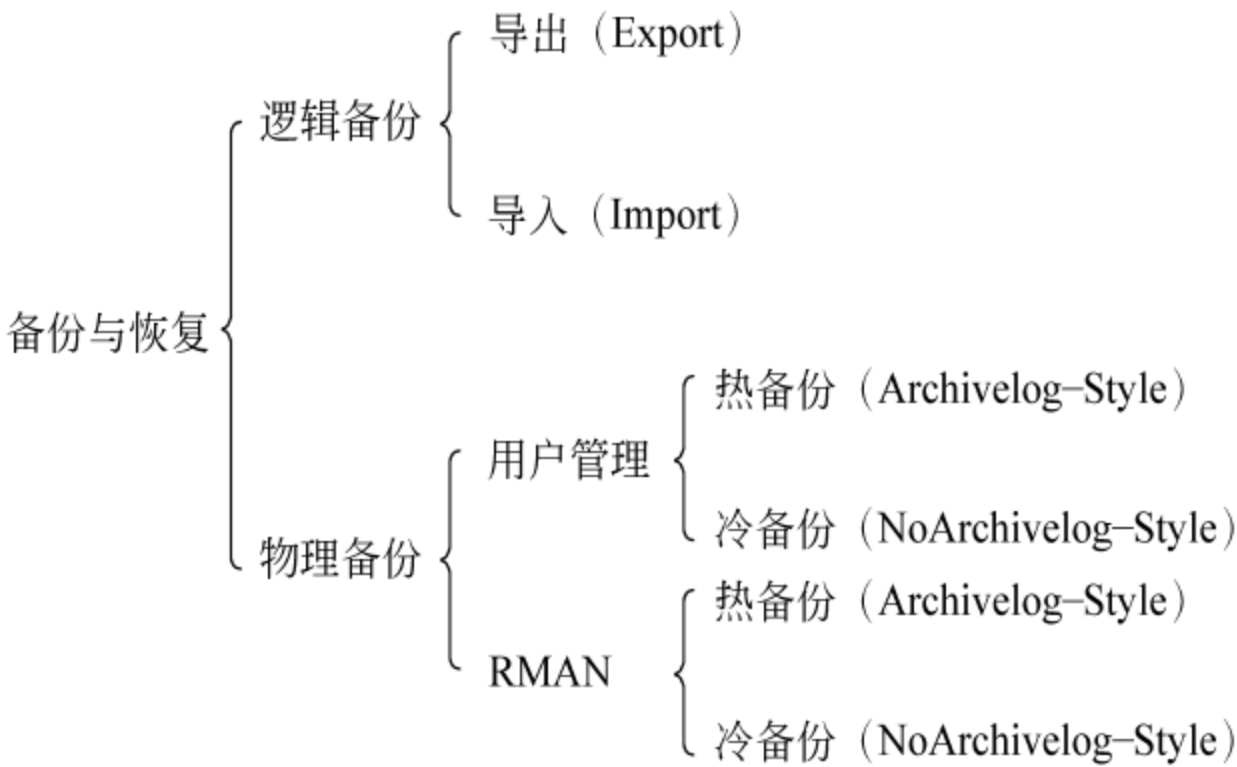 备份与恢复
逻辑备份
导出（Export）
导入（Import）
物理备份
用户管理
热备份（Archivelog–Style）
冷备份（NoArchivelog–Style）
RMAN
热备份（Archivelog–Style）
冷备份（NoArchivelog–Style）